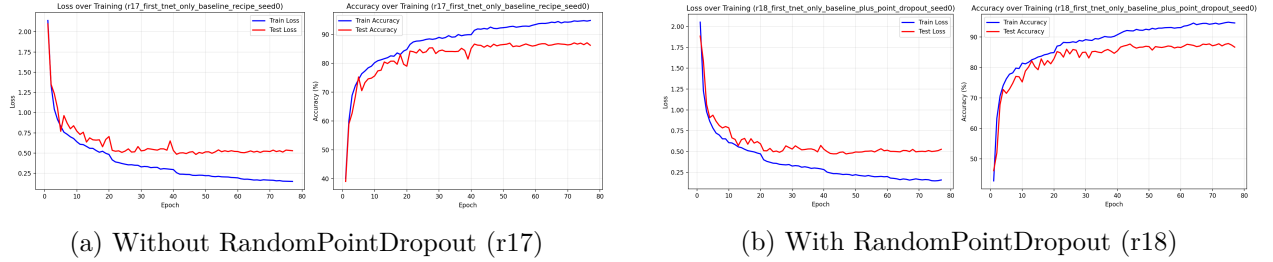 Loss over Training (r17_first_tnet_only_baseline_recipe_seed0)
Loss
2.00
1.75
1.50
1.25
1.00
0.75
0.50
0.25
Train Loss
Test Loss
0 10 20 30 40 50 60 70 80
Epoch
Accuracy over Training (r17_first_tnet_only_baseline_recipe_seed0)
Accuracy (%)
90
80
70
60
50
40
Train Accuracy
Test Accuracy
0 10 20 30 40 50 60 70 80
Epoch
(a) Without RandomPointDropout (r17)
Loss over Training (r18_first_tnet_only_baseline_plus_point_dropout_seed0)
Loss
2.00
1.75
1.50
1.25
1.00
0.75
0.50
0.25
Train Loss
Test Loss
0 10 20 30 40 50 60 70 80
Epoch
Accuracy over Training (r18_first_tnet_only_baseline_plus_point_dropout_seed0)
Accuracy (%)
90
80
70
60
50
Train Accuracy
Test Accuracy
0 10 20 30 40 50 60 70 80
Epoch
(b) With RandomPointDropout (r18)